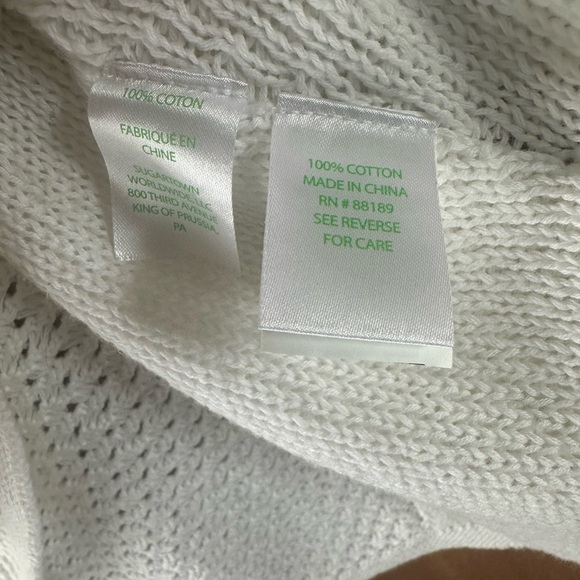 100% COTON
FABRIQUÉ EN
CHINE
SUGARTOWN
WORLDWIDE, LLC
800 THIRD AVENUE
KING OF PRUSSIA,
PA
100% COTTON
MADE IN CHINA
RN # 88189
SEE REVERSE
FOR CARE